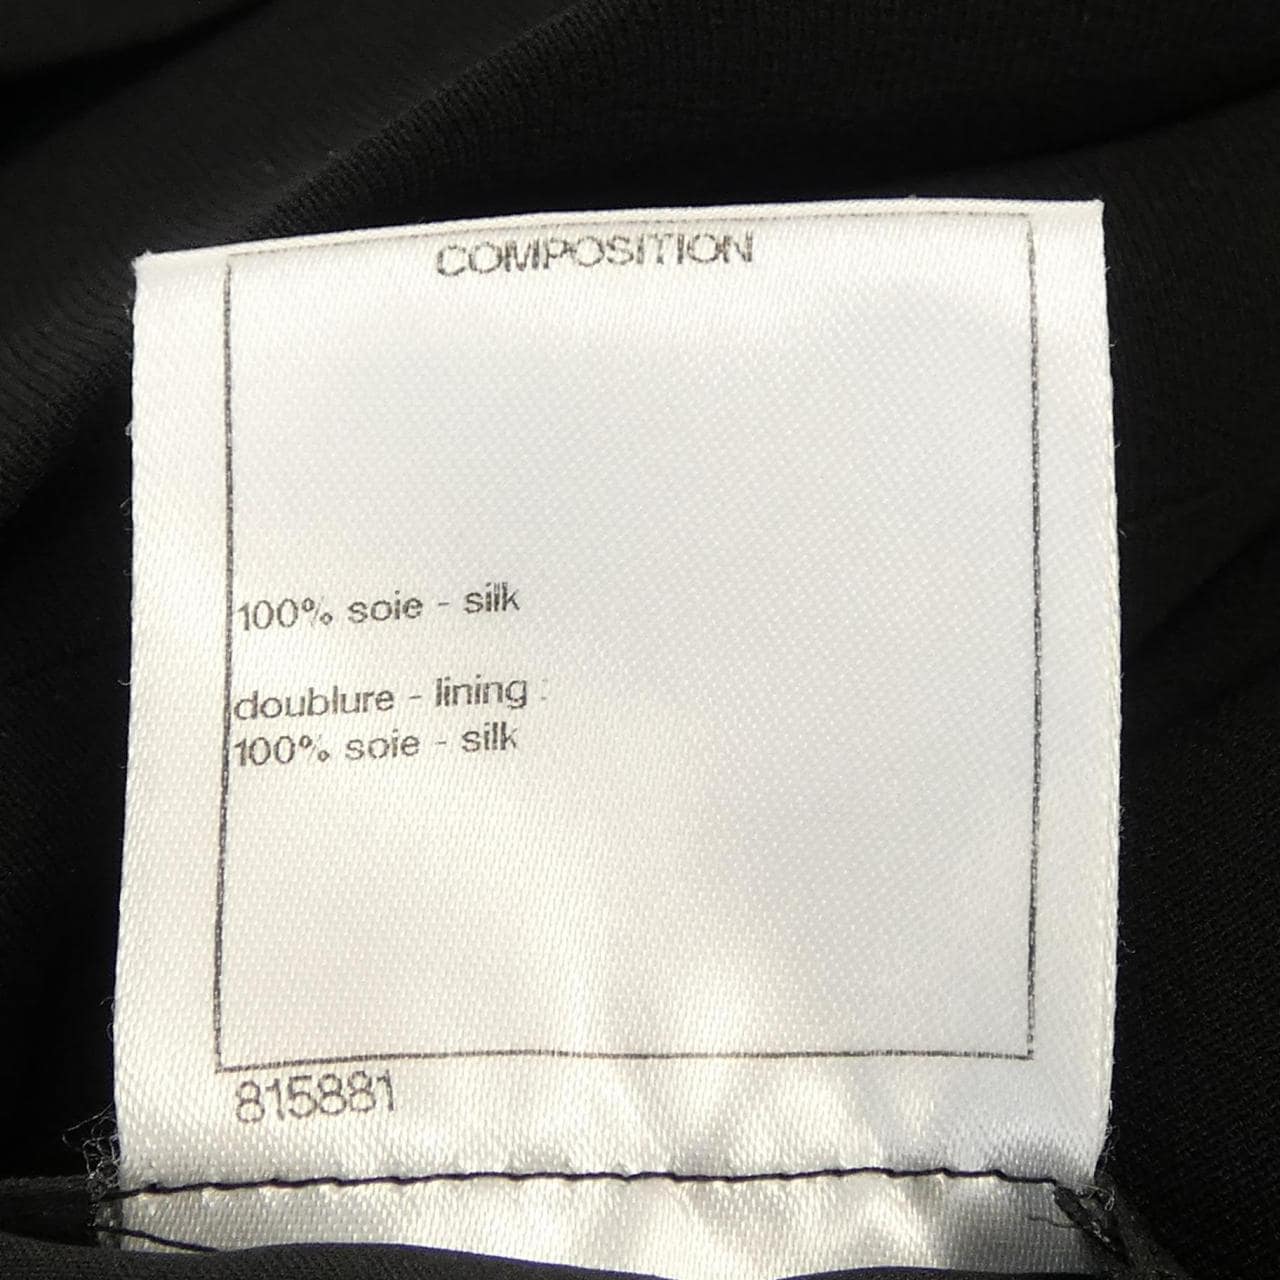 COMPOSITION
100% soie - silk
doublure - lining :
100% soie - silk
815881